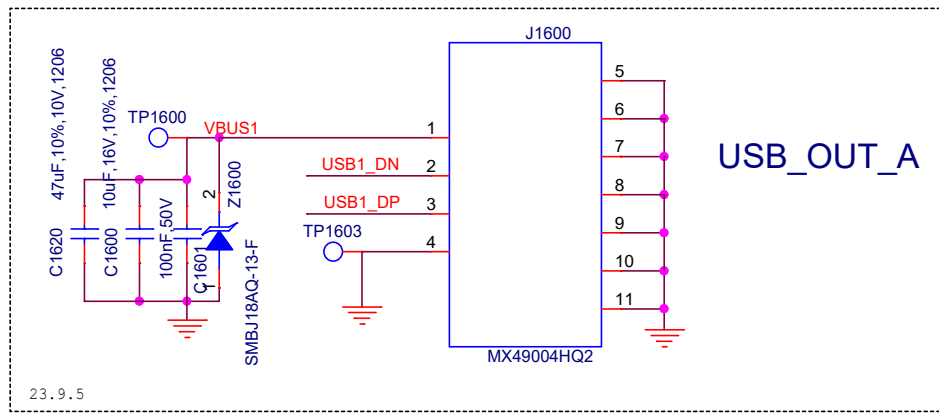 J1600
47uF,10%,10V,1206
10uF,16V,10%,1206
TP1600
VBUS1
1
5
6
USB1_DN
2
7
USB_OUT_A
USB1_DP
3
8
2
Z1600
TP1603
4
9
C1620
C1600
100nF,50V
C1601
1
SMBJ18AQ-13-F
10
11
MX49004HQ2
23.9.5